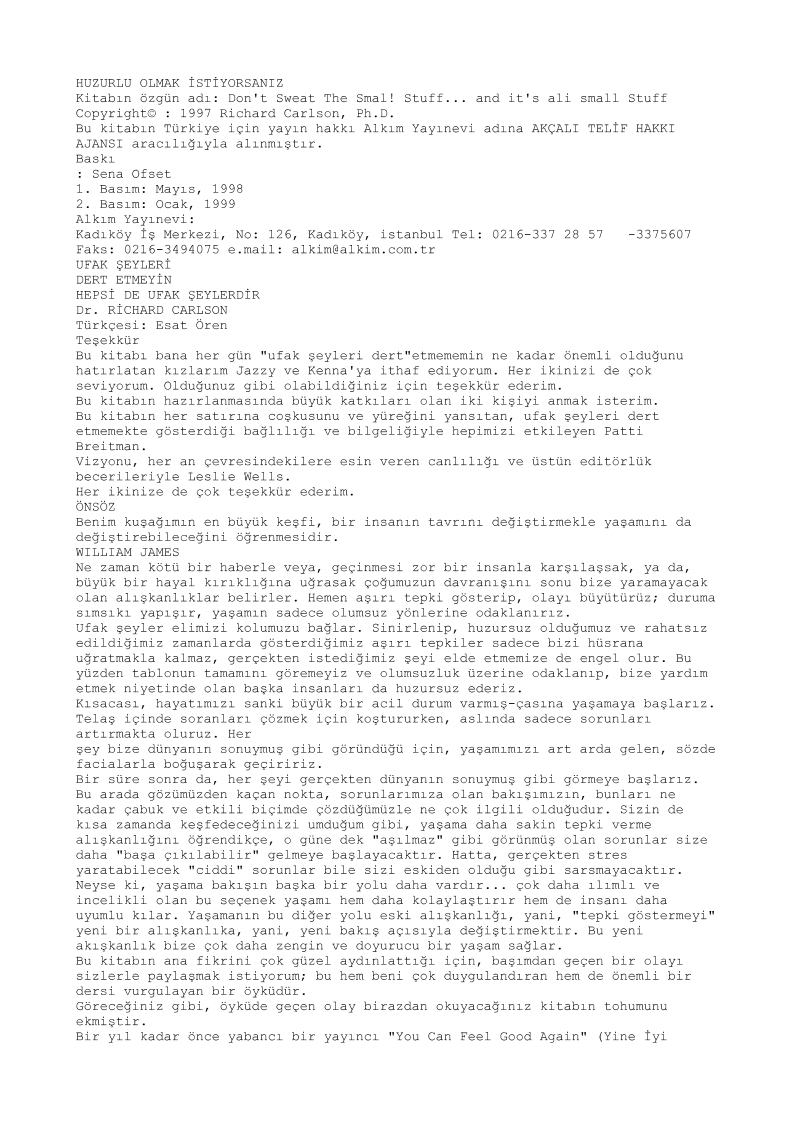 HUZURLU OLMAK İSTİYORSANIZ
Kitabın özgün adı: Don't Sweat The Smal! Stuff... and it's ali small Stuff
Copyright© : 1997 Richard Carlson, Ph.D.
Bu kitabın Türkiye için yayın hakkı Alkım Yayınevi adına AKÇALI TELİF HAKKI
AJANSI aracılığıyla alınmıştır.
Baskı
: Sena Ofset
1. Basım: Mayıs, 1998
2. Basım: Ocak, 1999
Alkım Yayınevi:
Kadıköy İş Merkezi, No: 126, Kadıköy, istanbul Tel: 0216-337 28 57   -3375607
Faks: 0216-3494075 e.mail: alkim@alkim.com.tr
UFAK ŞEYLERİ
DERT ETMEYİN
HEPSİ DE UFAK ŞEYLERDİR
Dr. RİCHARD CARLSON
Türkçesi: Esat Ören
Teşekkür
Bu kitabı bana her gün "ufak şeyleri dert"etmememin ne kadar önemli olduğunu
hatırlatan kızlarım Jazzy ve Kenna'ya ithaf ediyorum. Her ikinizi de çok
seviyorum. Olduğunuz gibi olabildiğiniz için teşekkür ederim.
Bu kitabın hazırlanmasında büyük katkıları olan iki kişiyi anmak isterim.
Bu kitabın her satırına coşkusunu ve yüreğini yansıtan, ufak şeyleri dert
etmemekte gösterdiği bağlılığı ve bilgeliğiyle hepimizi etkileyen Patti
Breitman.
Vizyonu, her an çevresindekilere esin veren canlılığı ve üstün editörlük
becerileriyle Leslie Wells.
Her ikinize de çok teşekkür ederim.
ÖNSÖZ
Benim kuşağımın en büyük keşfi, bir insanın tavrını değiştirmekle yaşamını da
değiştirebileceğini öğrenmesidir.
WILLIAM JAMES
Ne zaman kötü bir haberle veya, geçinmesi zor bir insanla karşılaşsak, ya da,
büyük bir hayal kırıklığına uğrasak çoğumuzun davranışını sonu bize yaramayacak
olan alışkanlıklar belirler. Hemen aşırı tepki gösterip, olayı büyütürüz; duruma
sımsıkı yapışır, yaşamın sadece olumsuz yönlerine odaklanırız.
Ufak şeyler elimizi kolumuzu bağlar. Sinirlenip, huzursuz olduğumuz ve rahatsız
edildiğimiz zamanlarda gösterdiğimiz aşırı tepkiler sadece bizi hüsrana
uğratmakla kalmaz, gerçekten istediğimiz şeyi elde etmemize de engel olur. Bu
yüzden tablonun tamamını göremeyiz ve olumsuzluk üzerine odaklanıp, bize yardım
etmek niyetinde olan başka insanları da huzursuz ederiz.
Kısacası, hayatımızı sanki büyük bir acil durum varmış-çasına yaşamaya başlarız.
Telaş içinde soranları çözmek için koştururken, aslında sadece sorunları
artırmakta oluruz. Her
şey bize dünyanın sonuymuş gibi göründüğü için, yaşamımızı art arda gelen, sözde
facialarla boğuşarak geçiririz.
Bir süre sonra da, her şeyi gerçekten dünyanın sonuymuş gibi görmeye başlarız.
Bu arada gözümüzden kaçan nokta, sorunlarımıza olan bakışımızın, bunları ne
kadar çabuk ve etkili biçimde çözdüğümüzle ne çok ilgili olduğudur. Sizin de
kısa zamanda keşfedeceğinizi umduğum gibi, yaşama daha sakin tepki verme
alışkanlığını öğrendikçe, o güne dek "aşılmaz" gibi görünmüş olan sorunlar size
daha "başa çıkılabilir" gelmeye başlayacaktır. Hatta, gerçekten stres
yaratabilecek "ciddi" sorunlar bile sizi eskiden olduğu gibi sarsmayacaktır.
Neyse ki, yaşama bakışın başka bir yolu daha vardır... çok daha ılımlı ve
incelikli olan bu seçenek yaşamı hem daha kolaylaştırır hem de insanı daha
uyumlu kılar. Yaşamanın bu diğer yolu eski alışkanlığı, yani, "tepki göstermeyi"
yeni bir alışkanlıka, yani, yeni bakış açısıyla değiştirmektir. Bu yeni
akışkanlık bize çok daha zengin ve doyurucu bir yaşam sağlar.
Bu kitabın ana fikrini çok güzel aydınlattığı için, başımdan geçen bir olayı
sizlerle paylaşmak istiyorum; bu hem beni çok duygulandıran hem de önemli bir
dersi vurgulayan bir öyküdür.
Göreceğiniz gibi, öyküde geçen olay birazdan okuyacağınız kitabın tohumunu
ekmiştir.
Bir yıl kadar önce yabancı bir yayıncı "You Can Feel Good Again" (Yine İyi